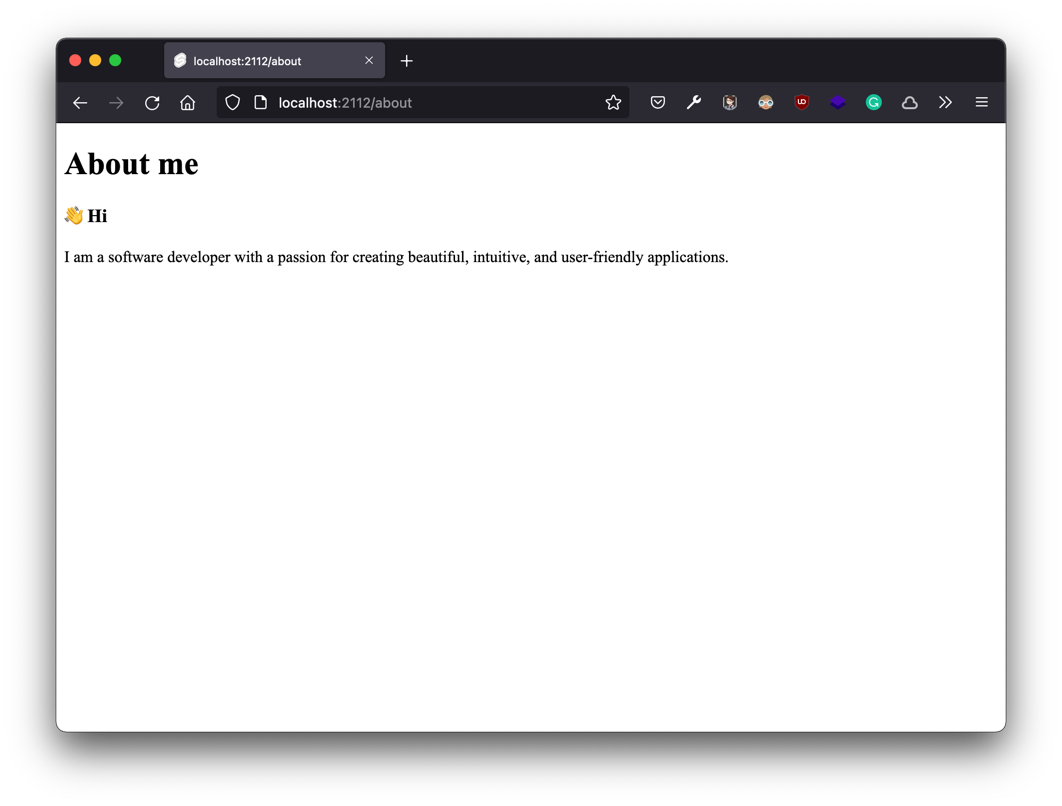 localhost:2112/about
localhost:2112/about
About me
👋 Hi
I am a software developer with a passion for creating beautiful, intuitive, and user-friendly applications.